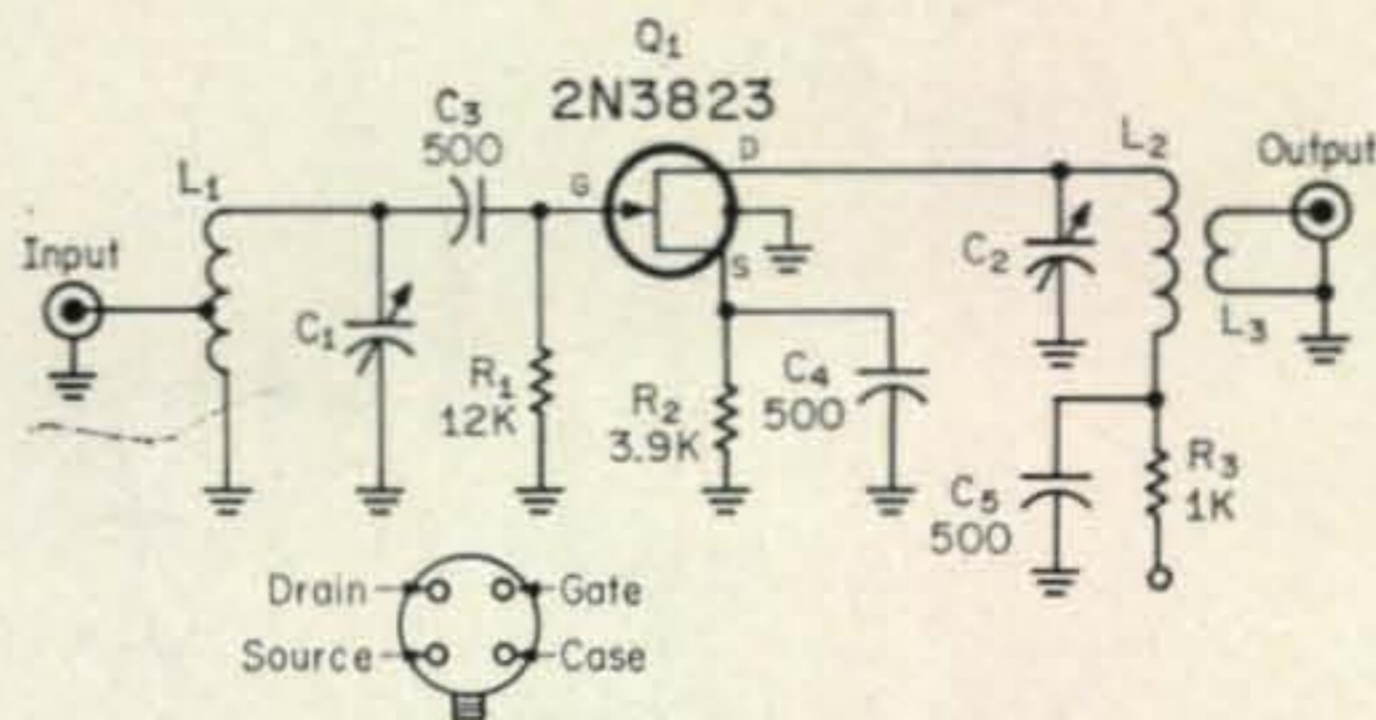 Q1
2N3823
C3
500
D
L2
Output
L1
G
Input
S
C2
C1
L3
R1
12K
R2
3.9K
C4
500
C5
500
R3
1K
Drain
Gate
Source
Case